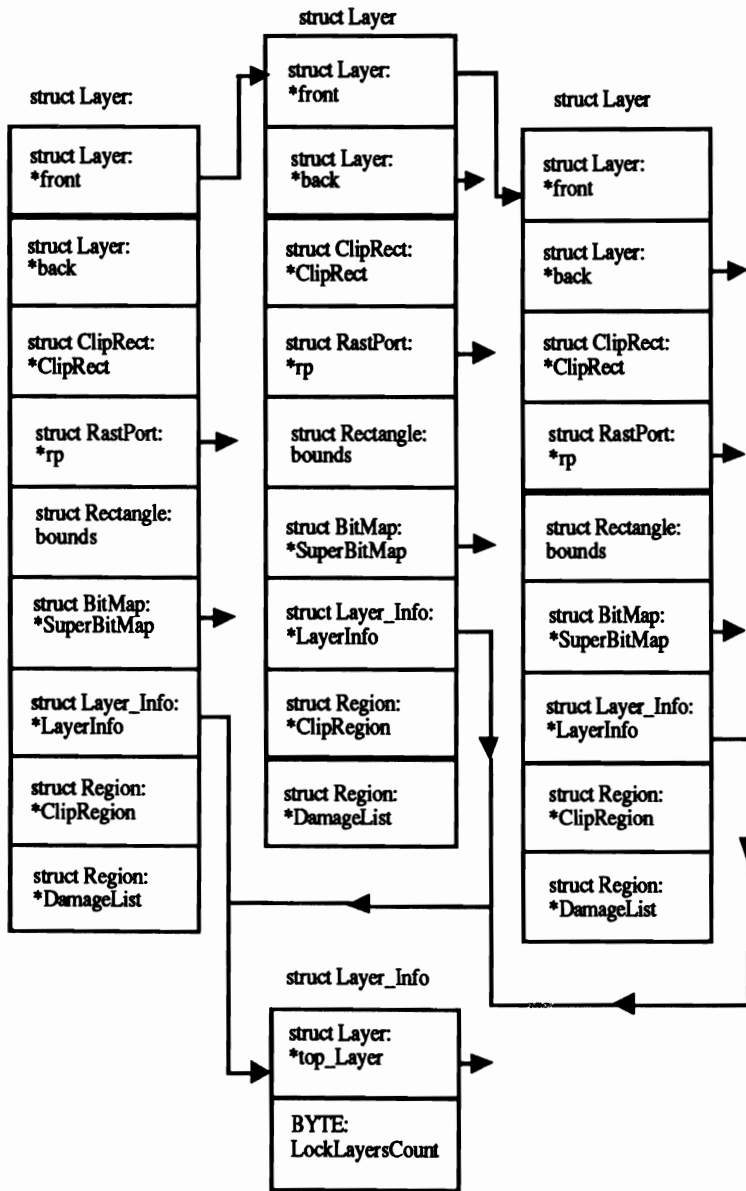 struct Layer:
struct Layer:
*front
struct Layer:
*back
struct ClipRect:
*ClipRect
struct RastPort:
*rp
struct Rectangle:
bounds
struct BitMap:
*SuperBitMap
struct Layer_Info:
*LayerInfo
struct Region:
*ClipRegion
struct Region:
*DamageList
struct Layer
struct Layer:
*front
struct Layer:
*back
struct ClipRect:
*ClipRect
struct RastPort:
*rp
struct Rectangle:
bounds
struct BitMap:
*SuperBitMap
struct Layer_Info:
*LayerInfo
struct Region:
*ClipRegion
struct Region:
*DamageList
struct Layer
struct Layer:
*front
struct Layer:
*back
struct ClipRect:
*ClipRect
struct RastPort:
*rp
struct Rectangle:
bounds
struct BitMap:
*SuperBitMap
struct Layer_Info:
*LayerInfo
struct Region:
*ClipRegion
struct Region:
*DamageList
struct Layer_Info
struct Layer:
*top_Layer
BYTE:
LockLayersCount